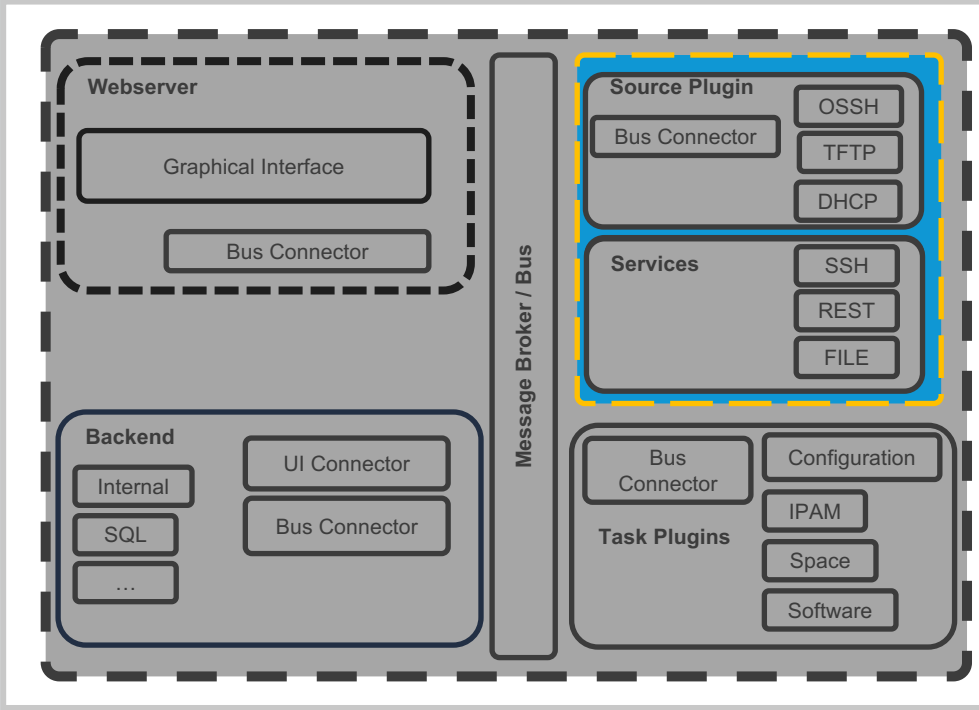 Webserver
Graphical Interface
Bus Connector
Backend
Internal
SQL
...
UI Connector
Bus Connector
Message Broker / Bus
Source Plugin
Bus Connector
OSSH
TFTP
DHCP
Services
SSH
REST
FILE
Bus
Connector
Task Plugins
Configuration
IPAM
Space
Software